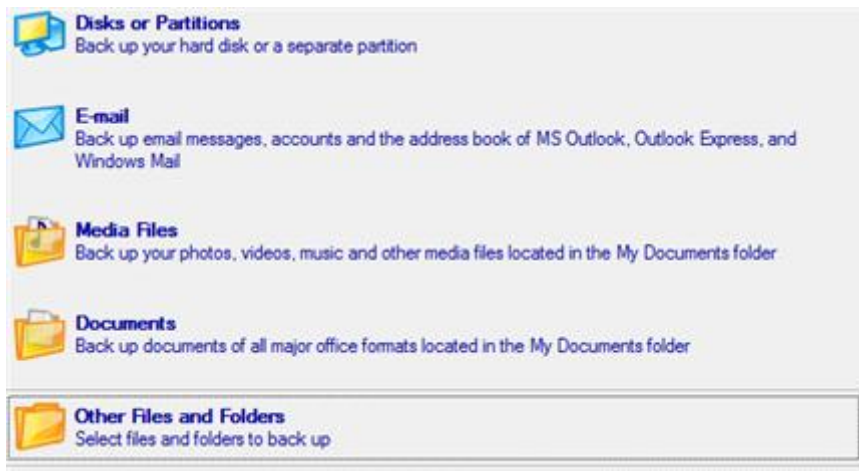 Disks or Partitions
Back up your hard disk or a separate partition
E-mail
Back up email messages, accounts and the address book of MS Outlook, Outlook Express, and
Windows Mail
Media Files
Back up your photos, videos, music and other media files located in the My Documents folder
Documents
Back up documents of all major office formats located in the My Documents folder
Other Files and Folders
Select files and folders to back up